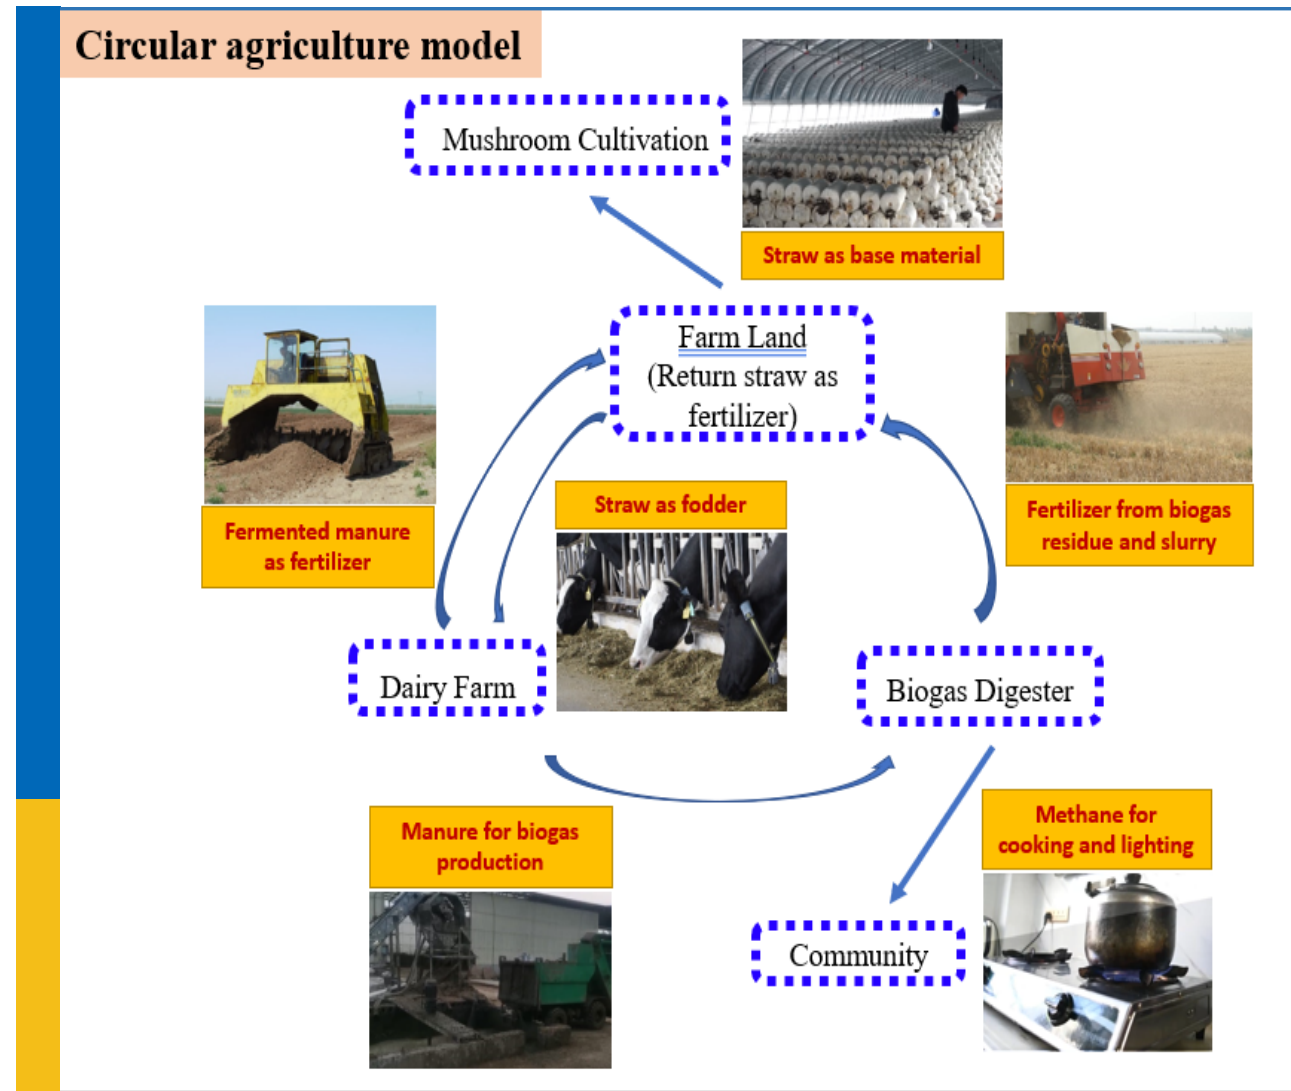 Circular agriculture model
Mushroom Cultivation
Straw as base material
Farm Land
(Return straw as
fertilizer)
Fermented manure
as fertilizer
Straw as fodder
Fertilizer from biogas
residue and slurry
Dairy Farm
Biogas Digester
Manure for biogas
production
Methane for
cooking and lighting
Community